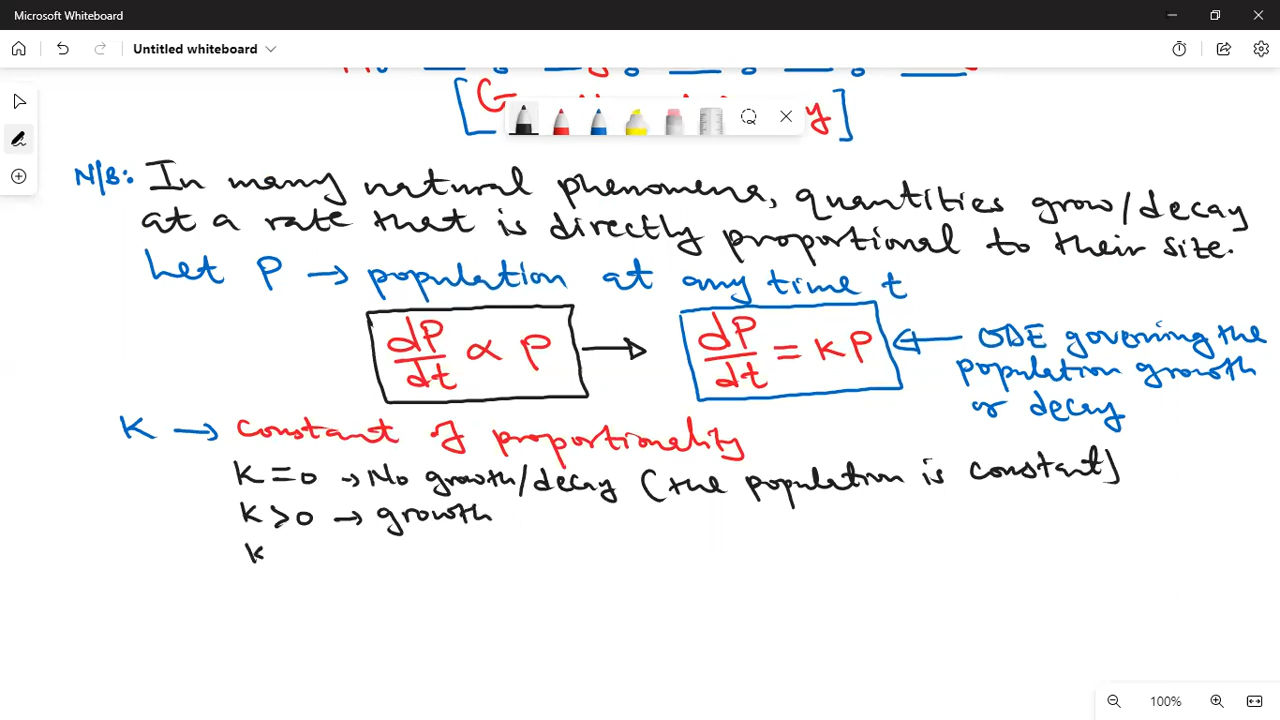 Microsoft Whiteboard
Untitled whiteboard
N/B: In many natural phenomena, quantities grow/decay
at a rate that is directly proportional to their site.
Let P → population at any time t
dP/dt ∝ P → dP/dt = KP ← ODE governing the
population growth
or decay
K → Constant of proportionality
K = 0 → No growth/decay (the population is constant)
K > 0 → growth
K
100%